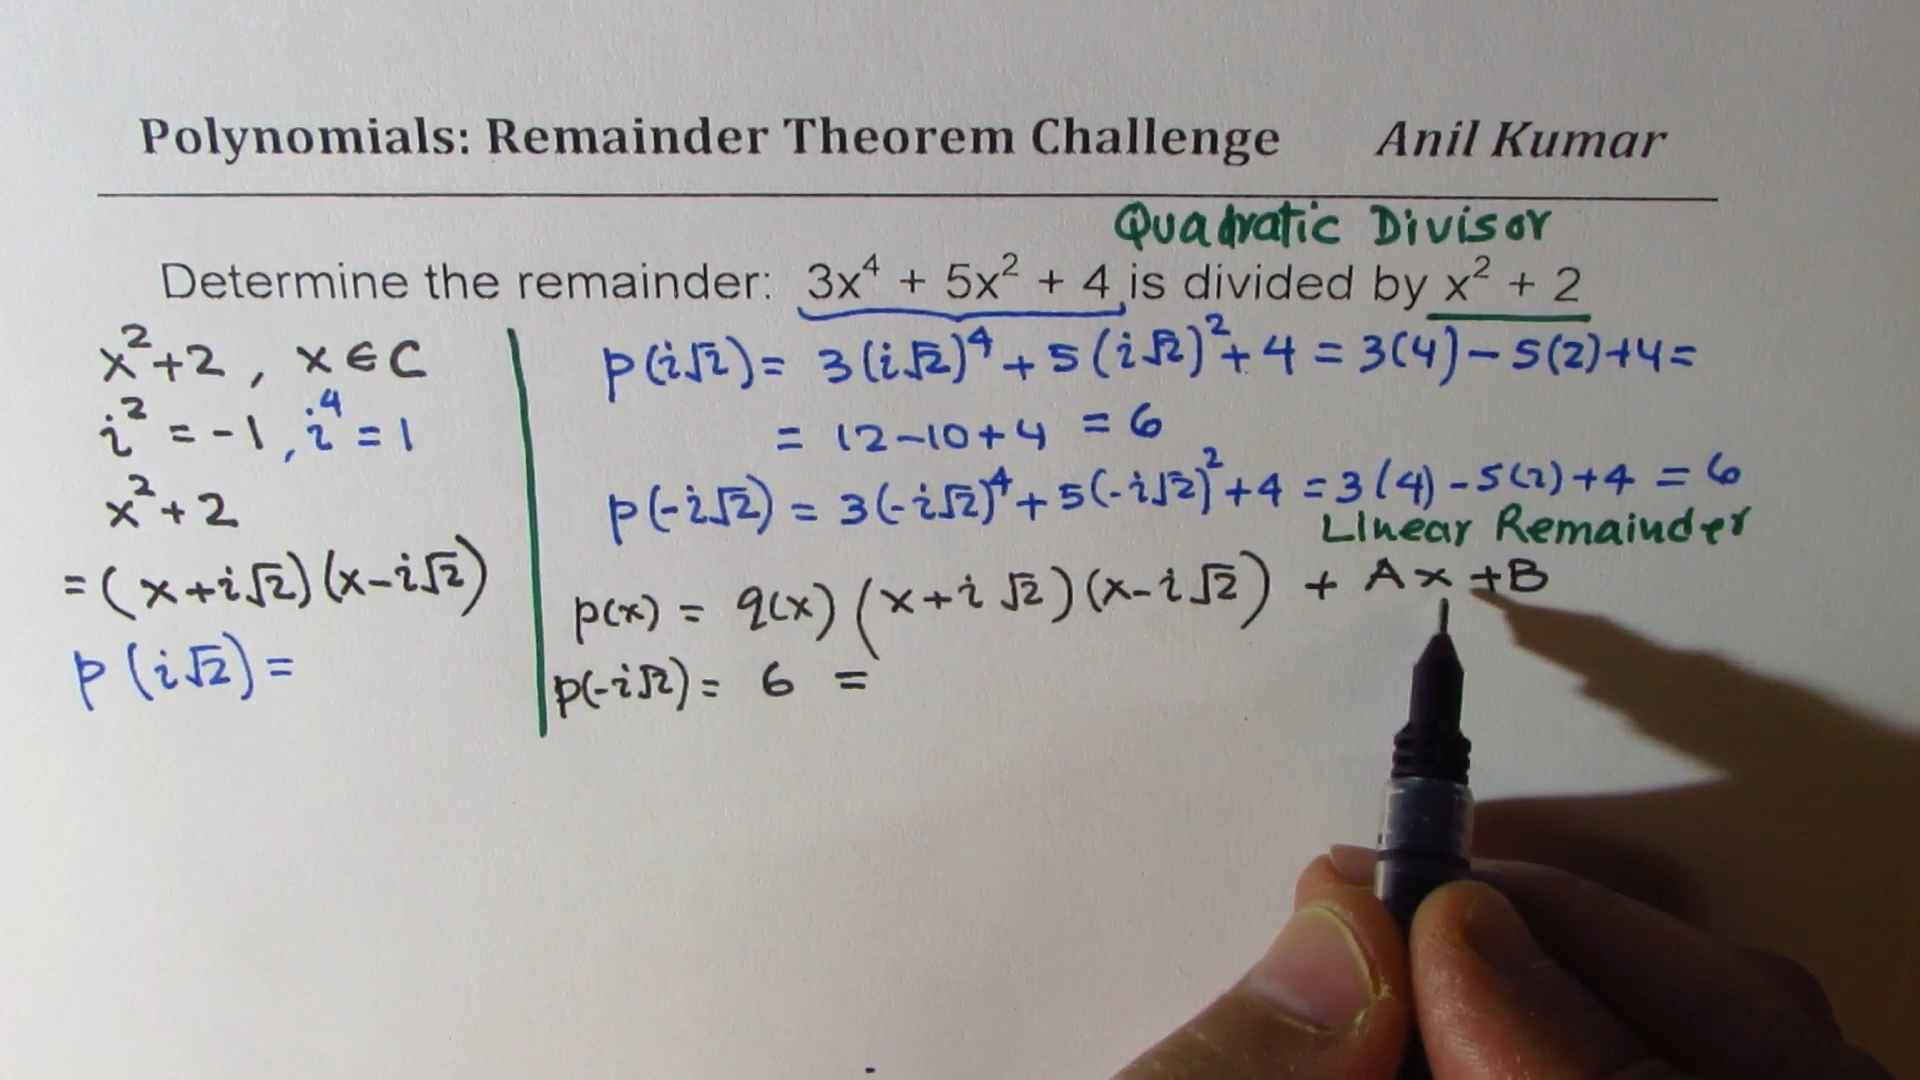 Polynomials: Remainder Theorem Challenge Anil Kumar
Quadratic Divisor
Determine the remainder: 3x⁴ + 5x² + 4 is divided by x² + 2
x²+2, x ∈ C
i² = -1, i⁴ = 1
x²+2
=(x+i√2)(x-i√2)
p(i√2)=
p(i√2)= 3(i√2)⁴+5(i√2)²+4 = 3(4)-5(2)+4=
= 12-10+4 = 6
p(-i√2) = 3(-i√2)⁴+5(-i√2)²+4 =3(4)-5(2)+4 = 6
Linear Remainder
p(x) = q(x)(x+i√2)(x-i√2) + Ax+B
p(-i√2)= 6 =